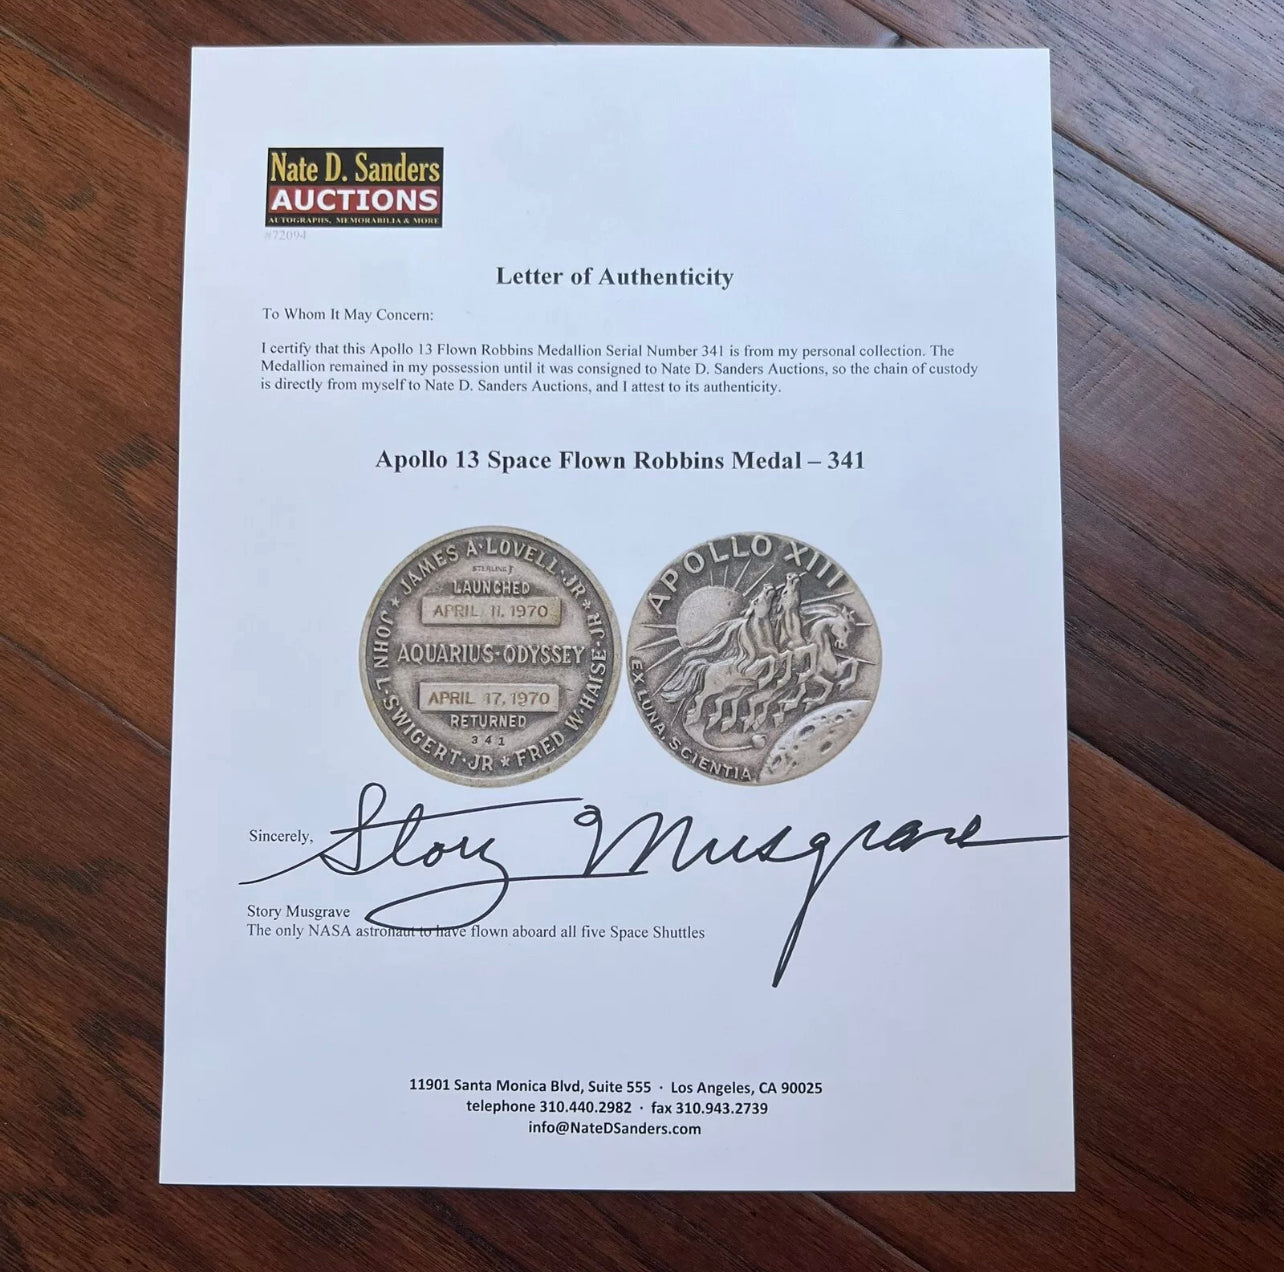 Nate D. Sanders
AUCTIONS
AUTOGRAPHS, MEMORABILIA & MORE
#72094
Letter of Authenticity
To Whom It May Concern:
I certify that this Apollo 13 Flown Robbins Medallion Serial Number 341 is from my personal collection. The
Medallion remained in my possession until it was consigned to Nate D. Sanders Auctions, so the chain of custody
is directly from myself to Nate D. Sanders Auctions, and I attest to its authenticity.
Apollo 13 Space Flown Robbins Medal – 341
JAMES A·LOVELL·JR ★ FRED W·HAISE·JR ★ JOHN·L·SWIGERT·JR ★
STERLING
LAUNCHED
APRIL 11, 1970
AQUARIUS-ODYSSEY
APRIL 17, 1970
RETURNED
341
APOLLO XIII
EX LUNA, SCIENTIA
Sincerely,
Story Musgrave
Story Musgrave
The only NASA astronaut to have flown aboard all five Space Shuttles
11901 Santa Monica Blvd, Suite 555 · Los Angeles, CA 90025
telephone 310.440.2982 · fax 310.943.2739
info@NateDSanders.com